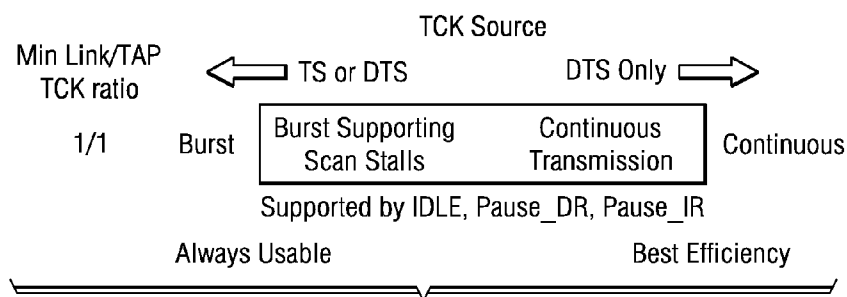 TCK Source
Min Link/TAP
TCK ratio
TS or DTS
DTS Only
1/1
Burst
Burst Supporting
Scan Stalls
Continuous
Transmission
Continuous
Supported by IDLE, Pause_DR, Pause_IR
Always Usable
Best Efficiency